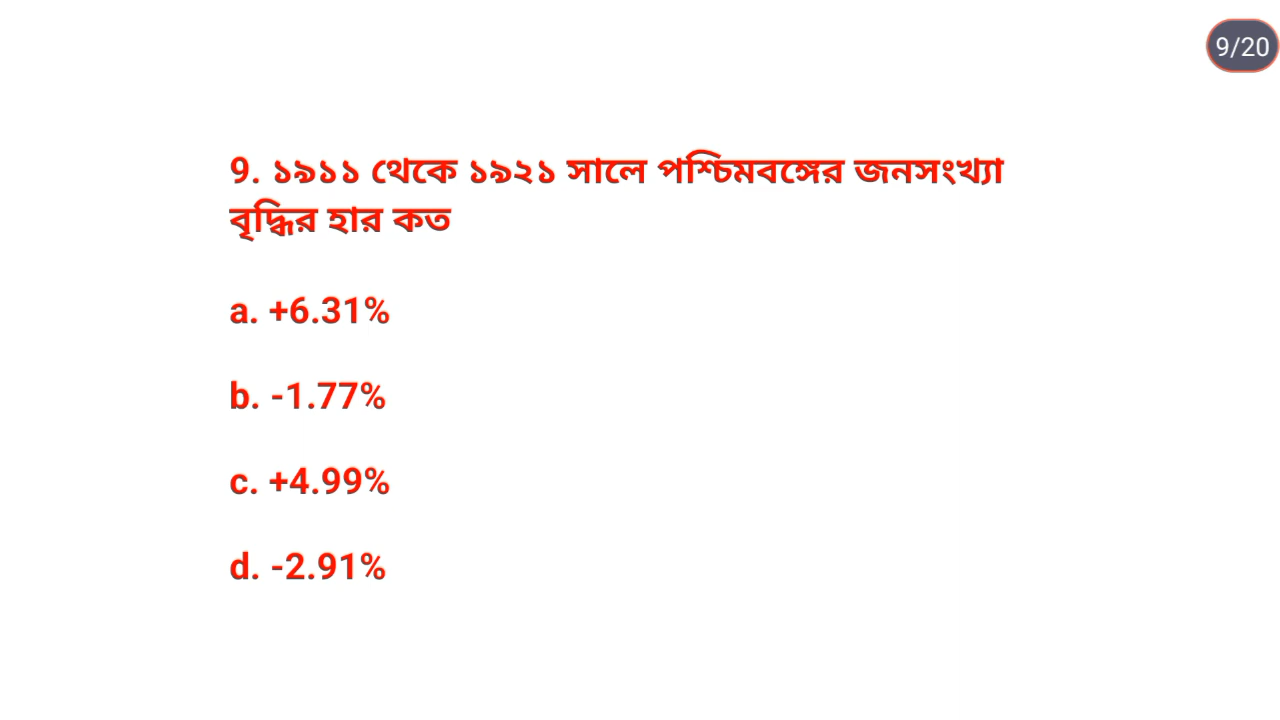 9/20
9. ১৯১১ থেকে ১৯২১ সালে পশ্চিমবঙ্গের জনসংখ্যা
বৃদ্ধির হার কত
a. +6.31%
b. -1.77%
c. +4.99%
d. -2.91%